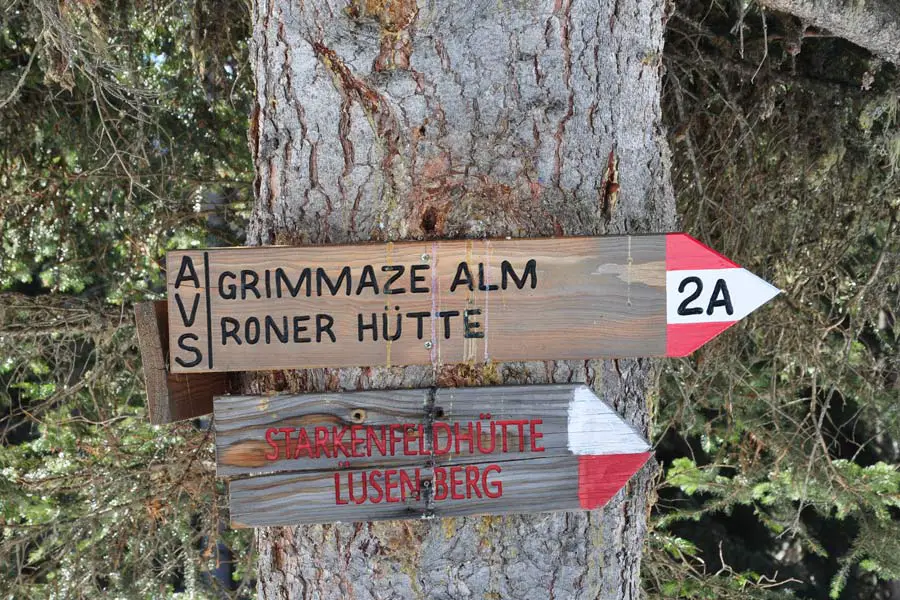 AVS
GRIMMAZE ALM
RONER HÜTTE
2A
STARKENFELDHÜTTE
LÜSEN BERG